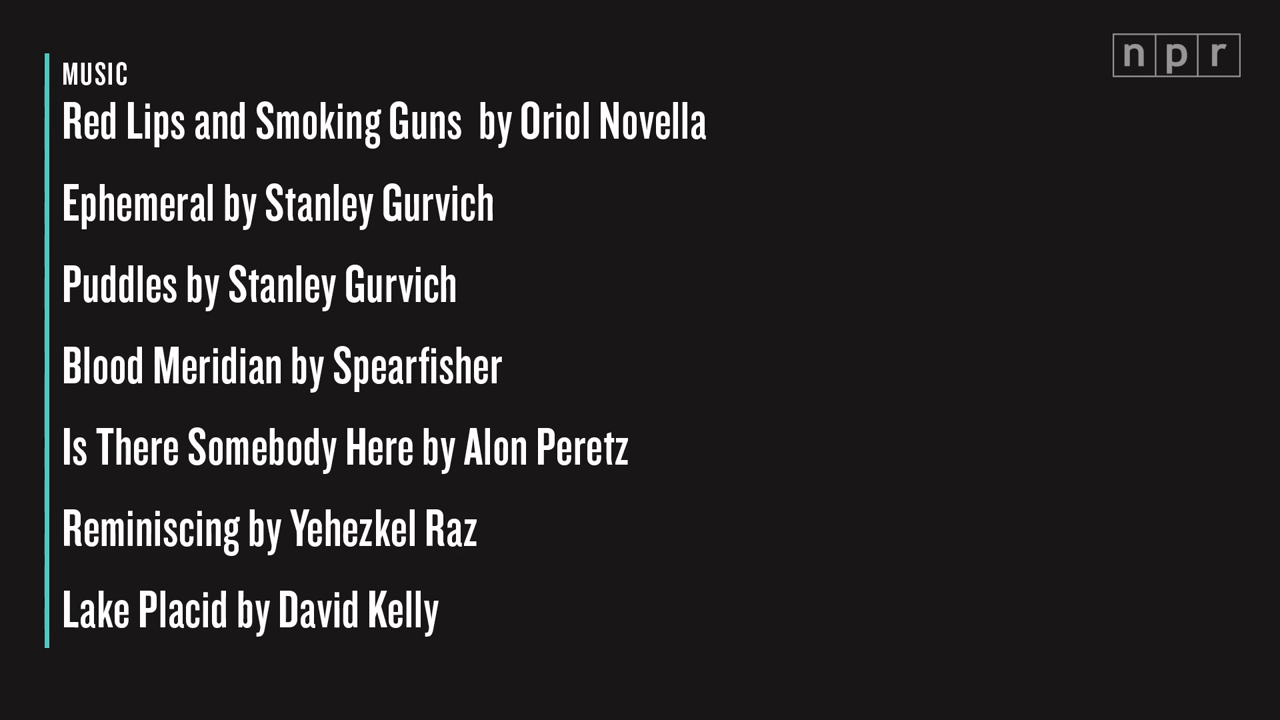 npr
MUSIC
Red Lips and Smoking Guns  by Oriol Novella
Ephemeral by Stanley Gurvich
Puddles by Stanley Gurvich
Blood Meridian by Spearfisher
Is There Somebody Here by Alon Peretz
Reminiscing by Yehezkel Raz
Lake Placid by David Kelly